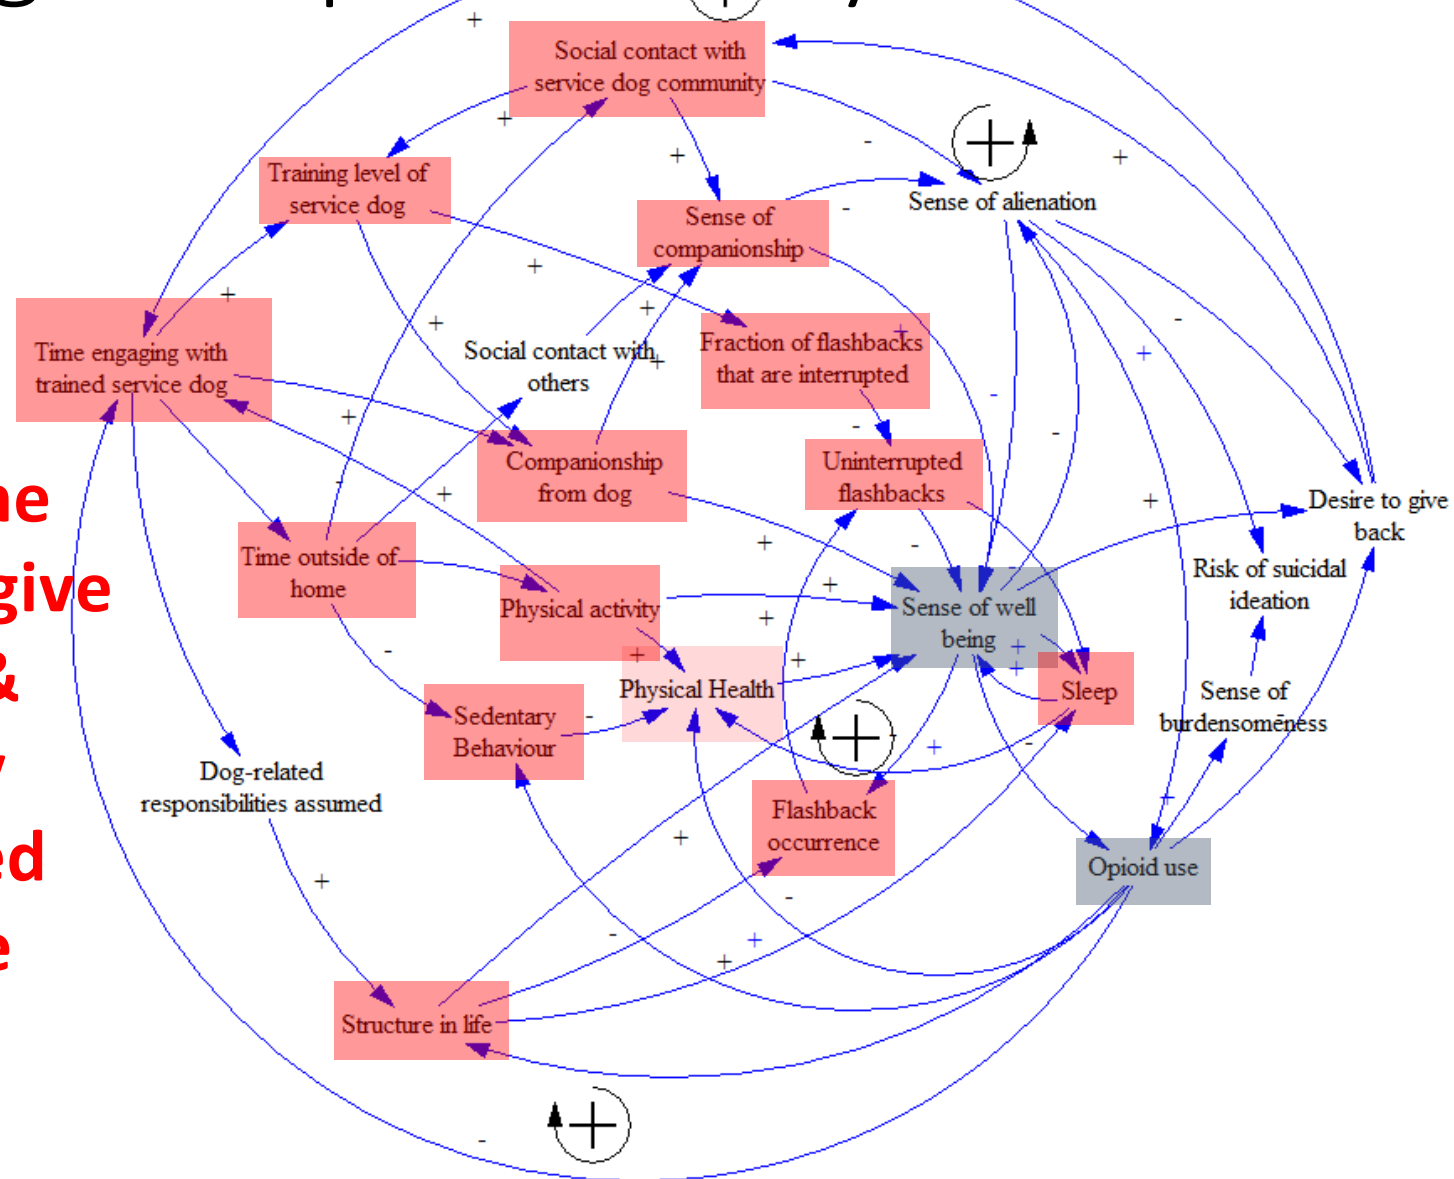 Social contact with
service dog community
Training level of
service dog
Sense of
companionship
Sense of alienation
Time engaging with
trained service dog
Social contact with
others
Fraction of flashbacks
that are interrupted
Companionship
from dog
Uninterrupted
flashbacks
Desire to give
back
give
&
Time outside of
home
Physical activity
Sense of well
being
Risk of suicidal
ideation
Physical Health
Sleep
Sense of
burdensomeness
Sedentary
Behaviour
Dog-related
responsibilities assumed
Flashback
occurrence
Opioid use
Structure in life